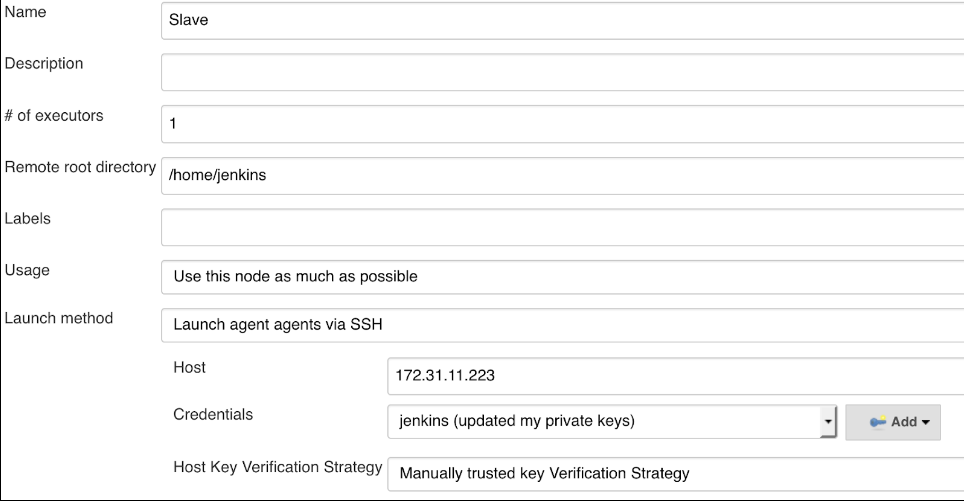 Name Slave
Description
# of executors 1
Remote root directory /home/jenkins
Labels
Usage Use this node as much as possible
Launch method Launch agent agents via SSH
Host 172.31.11.223
Credentials jenkins (updated my private keys) Add
Host Key Verification Strategy Manually trusted key Verification Strategy